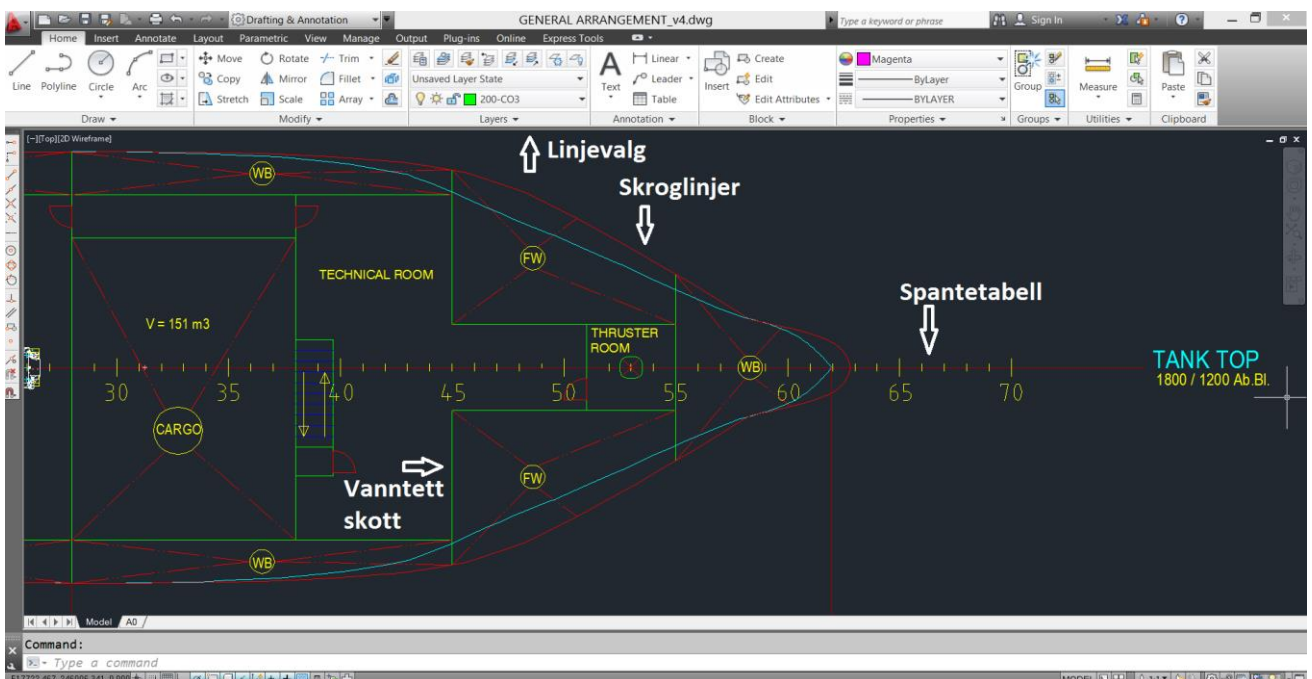 Drafting & Annotation
GENERAL ARRANGEMENT_v4.dwg
Type a keyword or phrase
Sign In
Home Insert Annotate Layout Parametric View Manage Output Plug-ins Online Express Tools
Line Polyline Circle Arc
Move Rotate Trim
Copy Mirror Fillet
Stretch Scale Array
Unsaved Layer State
200-CO3
Text
Linear
Leader
Table
Insert
Create
Edit
Edit Attributes
Magenta
ByLayer
BYLAYER
Group
Measure
Paste
Draw Modify Layers Annotation Block Properties Groups Utilities Clipboard
[−][Top][2D Wireframe]
Linjevalg
WB
Skroglinjer
FW
TECHNICAL ROOM
Spantetabell
V = 151 m3
THRUSTER
ROOM
WB
TANK TOP
1800 / 1200 Ab.Bl.
30 35 40 45 50 55 60 65 70
CARGO
Vanntett
skott
FW
WB
Model A0
Command:
Type a command